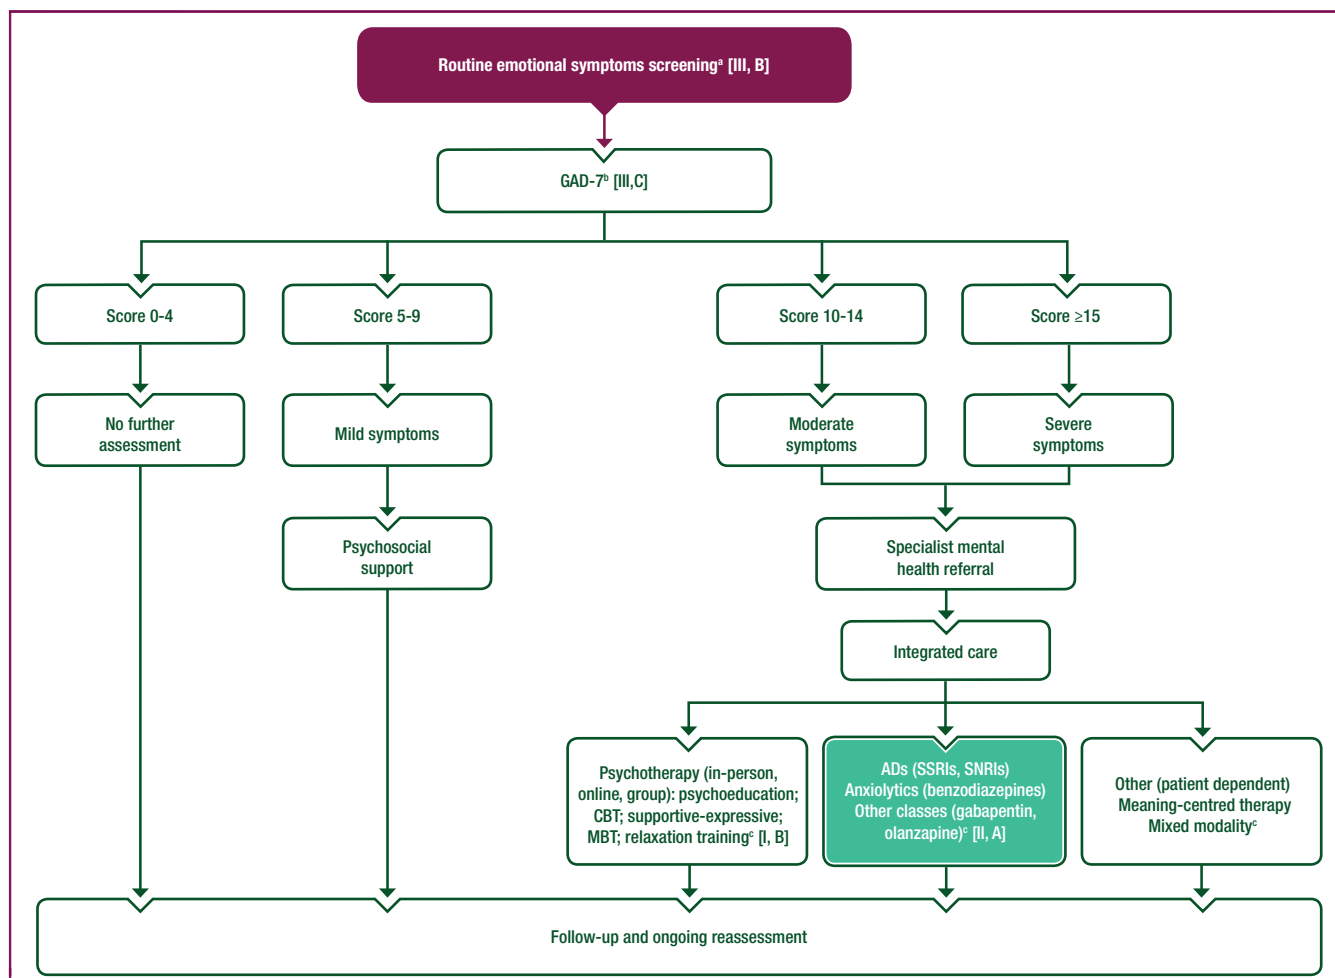 Routine emotional symptoms screeningᵃ [III, B]
GAD-7ᵇ [III,C]
Score 0-4
Score 5-9
Score 10-14
Score ≥15
No further
assessment
Mild symptoms
Moderate
symptoms
Severe
symptoms
Psychosocial
support
Specialist mental
health referral
Integrated care
Psychotherapy (in-person,
online, group): psychoeducation;
CBT; supportive-expressive;
MBT; relaxation trainingᶜ [I, B]
ADs (SSRIs, SNRIs)
Anxiolytics (benzodiazepines)
Other classes (gabapentin,
olanzapine)ᶜ [II, A]
Other (patient dependent)
Meaning-centred therapy
Mixed modalityᶜ
Follow-up and ongoing reassessment